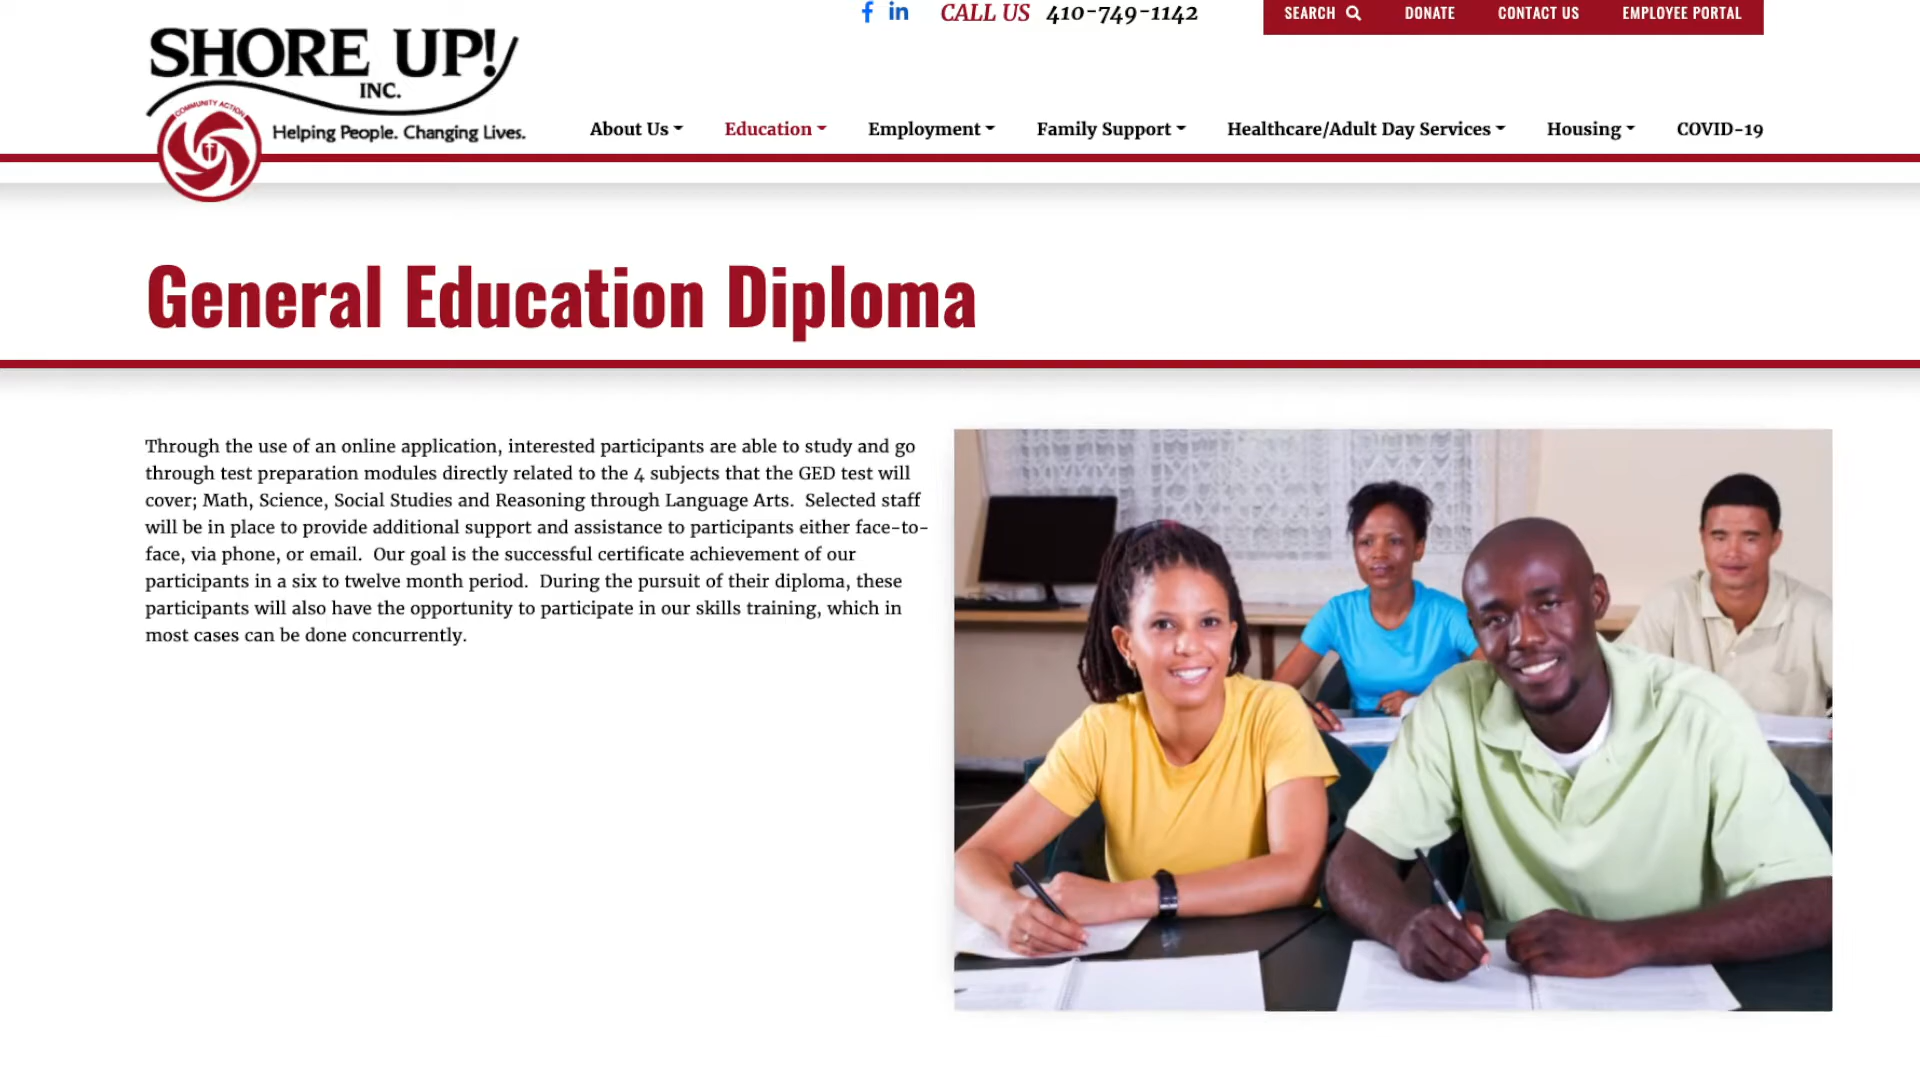 CALL US 410-749-1142
SEARCH DONATE CONTACT US EMPLOYEE PORTAL
SHORE UP!
INC.
COMMUNITY ACTION
Helping People. Changing Lives.
About Us Education Employment Family Support Healthcare/Adult Day Services Housing COVID-19
General Education Diploma
Through the use of an online application, interested participants are able to study and go
through test preparation modules directly related to the 4 subjects that the GED test will
cover; Math, Science, Social Studies and Reasoning through Language Arts. Selected staff
will be in place to provide additional support and assistance to participants either face-to-
face, via phone, or email. Our goal is the successful certificate achievement of our
participants in a six to twelve month period. During the pursuit of their diploma, these
participants will also have the opportunity to participate in our skills training, which in
most cases can be done concurrently.